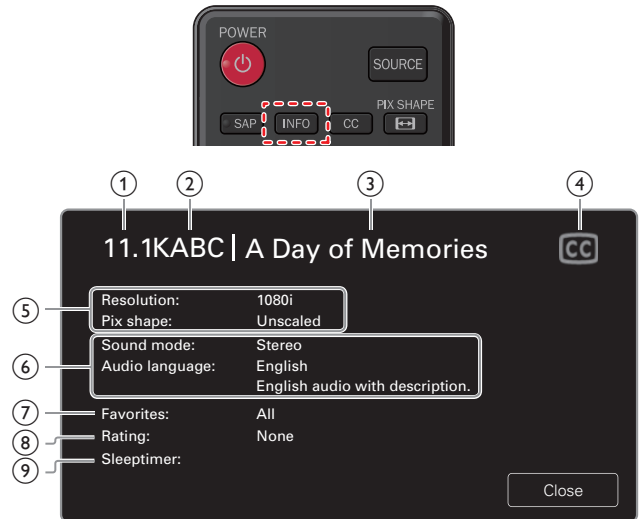 POWER
SOURCE
PIX SHAPE
SAP INFO CC
1 2 3 4
11.1KABC | A Day of Memories CC
5 Resolution: 1080i
Pix shape: Unscaled
6 Sound mode: Stereo
Audio language: English
English audio with description.
7 Favorites: All
8 Rating: None
9 Sleeptimer:
Close